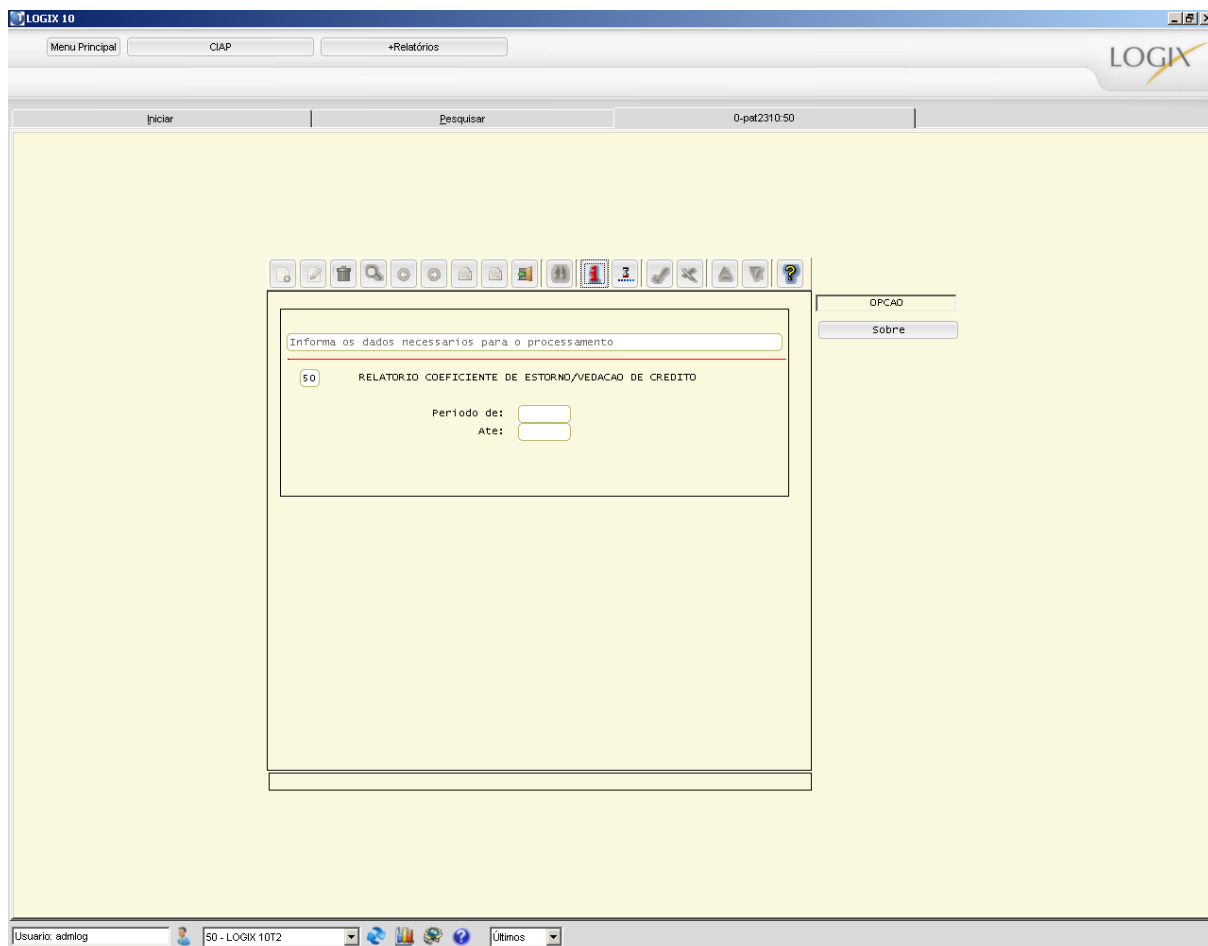 LOGIX 10
Menu Principal CIAP +Relatórios
LOGIX
Iniciar Pesquisar 0-pat2310:50
OPCAO
Sobre
Informa os dados necessarios para o processamento
50 RELATORIO COEFICIENTE DE ESTORNO/VEDACAO DE CREDITO
Periodo de:
Ate:
Usuario: admlog 50 - LOGIX 10T2 Últimos